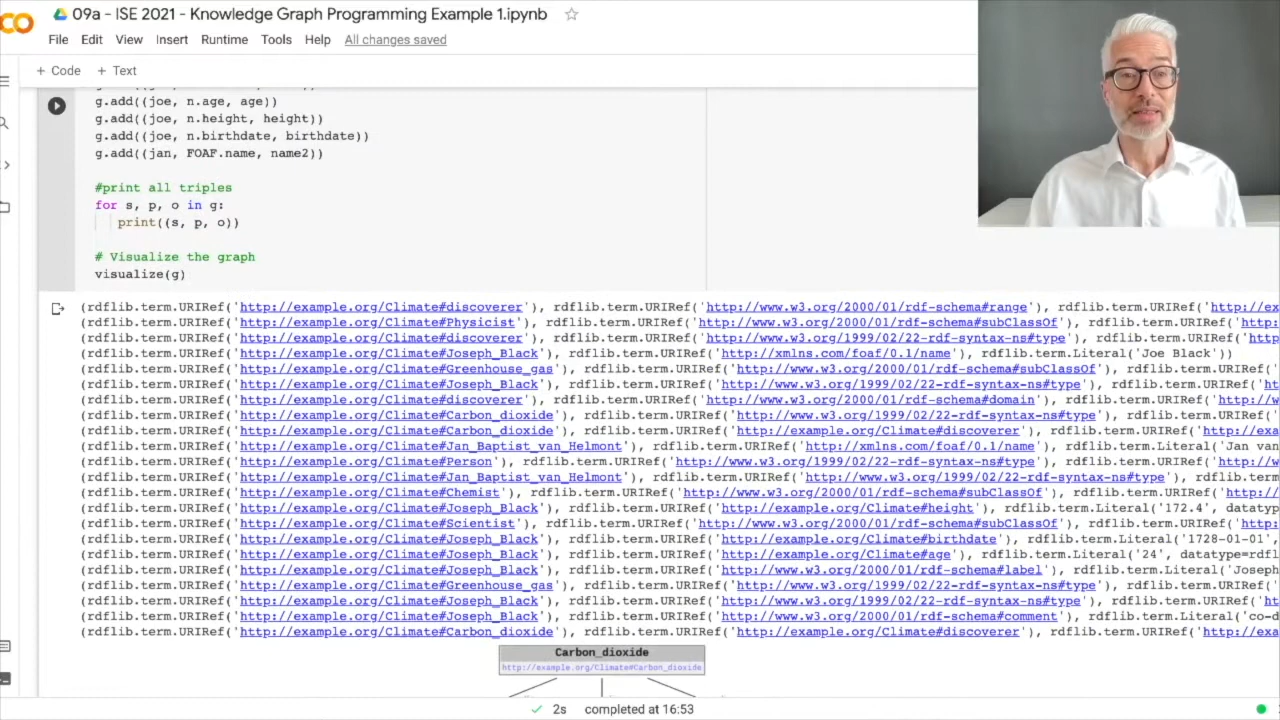 CO 09a - ISE 2021 - Knowledge Graph Programming Example 1.ipynb
File Edit View Insert Runtime Tools Help All changes saved
+ Code + Text
g.add((joe, n.age, age))
g.add((joe, n.height, height))
g.add((joe, n.birthdate, birthdate))
g.add((jan, FOAF.name, name2))
#print all triples
for s, p, o in g:
print((s, p, o))
# Visualize the graph
visualize(g)
(rdflib.term.URIRef('http://example.org/Climate#discoverer'), rdflib.term.URIRef('http://www.w3.org/2000/01/rdf-schema#range'), rdflib.term.URIRef('http://ex
(rdflib.term.URIRef('http://example.org/Climate#Physicist'), rdflib.term.URIRef('http://www.w3.org/2000/01/rdf-schema#subClassOf'), rdflib.term.URIRef('http:
(rdflib.term.URIRef('http://example.org/Climate#discoverer'), rdflib.term.URIRef('http://www.w3.org/1999/02/22-rdf-syntax-ns#type'), rdflib.term.URIRef('http
(rdflib.term.URIRef('http://example.org/Climate#Joseph_Black'), rdflib.term.URIRef('http://xmlns.com/foaf/0.1/name'), rdflib.term.Literal('Joe Black'))
(rdflib.term.URIRef('http://example.org/Climate#Greenhouse_gas'), rdflib.term.URIRef('http://www.w3.org/2000/01/rdf-schema#subClassOf'), rdflib.term.URIRef('
(rdflib.term.URIRef('http://example.org/Climate#Joseph_Black'), rdflib.term.URIRef('http://www.w3.org/1999/02/22-rdf-syntax-ns#type'), rdflib.term.URIRef('ht
(rdflib.term.URIRef('http://example.org/Climate#discoverer'), rdflib.term.URIRef('http://www.w3.org/2000/01/rdf-schema#domain'), rdflib.term.URIRef('http://w
(rdflib.term.URIRef('http://example.org/Climate#Carbon_dioxide'), rdflib.term.URIRef('http://www.w3.org/1999/02/22-rdf-syntax-ns#type'), rdflib.term.URIRef('
(rdflib.term.URIRef('http://example.org/Climate#Carbon_dioxide'), rdflib.term.URIRef('http://example.org/Climate#discoverer'), rdflib.term.URIRef('http://exa
(rdflib.term.URIRef('http://example.org/Climate#Jan_Baptist_van_Helmont'), rdflib.term.URIRef('http://xmlns.com/foaf/0.1/name'), rdflib.term.Literal('Jan van
(rdflib.term.URIRef('http://example.org/Climate#Person'), rdflib.term.URIRef('http://www.w3.org/1999/02/22-rdf-syntax-ns#type'), rdflib.term.URIRef('http://w
(rdflib.term.URIRef('http://example.org/Climate#Jan_Baptist_van_Helmont'), rdflib.term.URIRef('http://www.w3.org/1999/02/22-rdf-syntax-ns#type'), rdflib.term
(rdflib.term.URIRef('http://example.org/Climate#Chemist'), rdflib.term.URIRef('http://www.w3.org/2000/01/rdf-schema#subClassOf'), rdflib.term.URIRef('http://
(rdflib.term.URIRef('http://example.org/Climate#Joseph_Black'), rdflib.term.URIRef('http://example.org/Climate#height'), rdflib.term.Literal('172.4', datatyp
(rdflib.term.URIRef('http://example.org/Climate#Scientist'), rdflib.term.URIRef('http://www.w3.org/2000/01/rdf-schema#subClassOf'), rdflib.term.URIRef('http:
(rdflib.term.URIRef('http://example.org/Climate#Joseph_Black'), rdflib.term.URIRef('http://example.org/Climate#birthdate'), rdflib.term.Literal('1728-01-01',
(rdflib.term.URIRef('http://example.org/Climate#Joseph_Black'), rdflib.term.URIRef('http://example.org/Climate#age'), rdflib.term.Literal('24', datatype=rdfl
(rdflib.term.URIRef('http://example.org/Climate#Joseph_Black'), rdflib.term.URIRef('http://www.w3.org/2000/01/rdf-schema#label'), rdflib.term.Literal('Joseph
(rdflib.term.URIRef('http://example.org/Climate#Greenhouse_gas'), rdflib.term.URIRef('http://www.w3.org/1999/02/22-rdf-syntax-ns#type'), rdflib.term.URIRef('
(rdflib.term.URIRef('http://example.org/Climate#Joseph_Black'), rdflib.term.URIRef('http://www.w3.org/1999/02/22-rdf-syntax-ns#type'), rdflib.term.URIRef('ht
(rdflib.term.URIRef('http://example.org/Climate#Joseph_Black'), rdflib.term.URIRef('http://www.w3.org/2000/01/rdf-schema#comment'), rdflib.term.Literal('co-d
(rdflib.term.URIRef('http://example.org/Climate#Carbon_dioxide'), rdflib.term.URIRef('http://example.org/Climate#discoverer'), rdflib.term.URIRef('http://exa
Carbon_dioxide
http://example.org/Climate#Carbon_dioxide
2s completed at 16:53